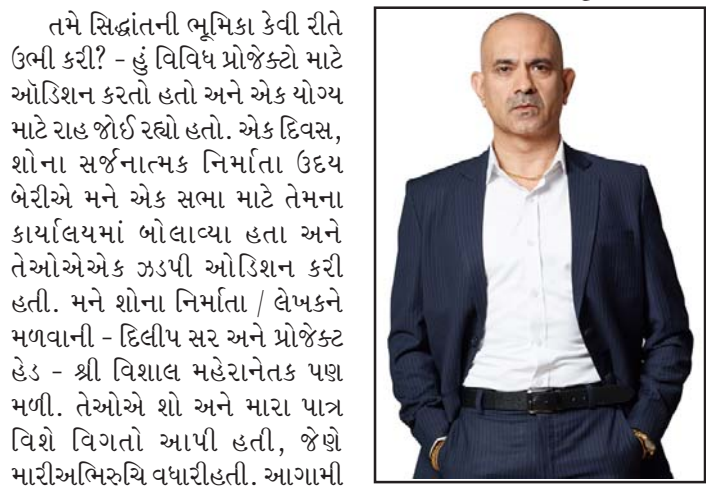 તમે સિદ્ધાંતની ભૂમિકા કેવી રીતે
ઉભી કરી? - હું વિવિધ પ્રોજેક્ટો માટે
ઑડિશન કરતો હતો અને એક યોગ્ય
માટે રાહ જોઈ રહ્યો હતો. એક દિવસ,
શોના સર્જનાત્મક નિર્માતા ઉદય
બેરીએ મને એક સભા માટે તેમના
કાર્યાલયમાં બોલાવ્યા હતા અને
તેઓએએક ઝડપી ઓડિશન કરી
હતી. મને શોના નિર્માતા / લેખકને
મળવાની - દિલીપ સર અને પ્રોજેક્ટ
હેડ - શ્રી વિશાલ મહેરાનેતક પણ
મળી. તેઓએ શો અને મારા પાત્ર
વિશે વિગતો આપી હતી, જેણે
મારીઅભિરુચિ વધારીહતી. આગામી